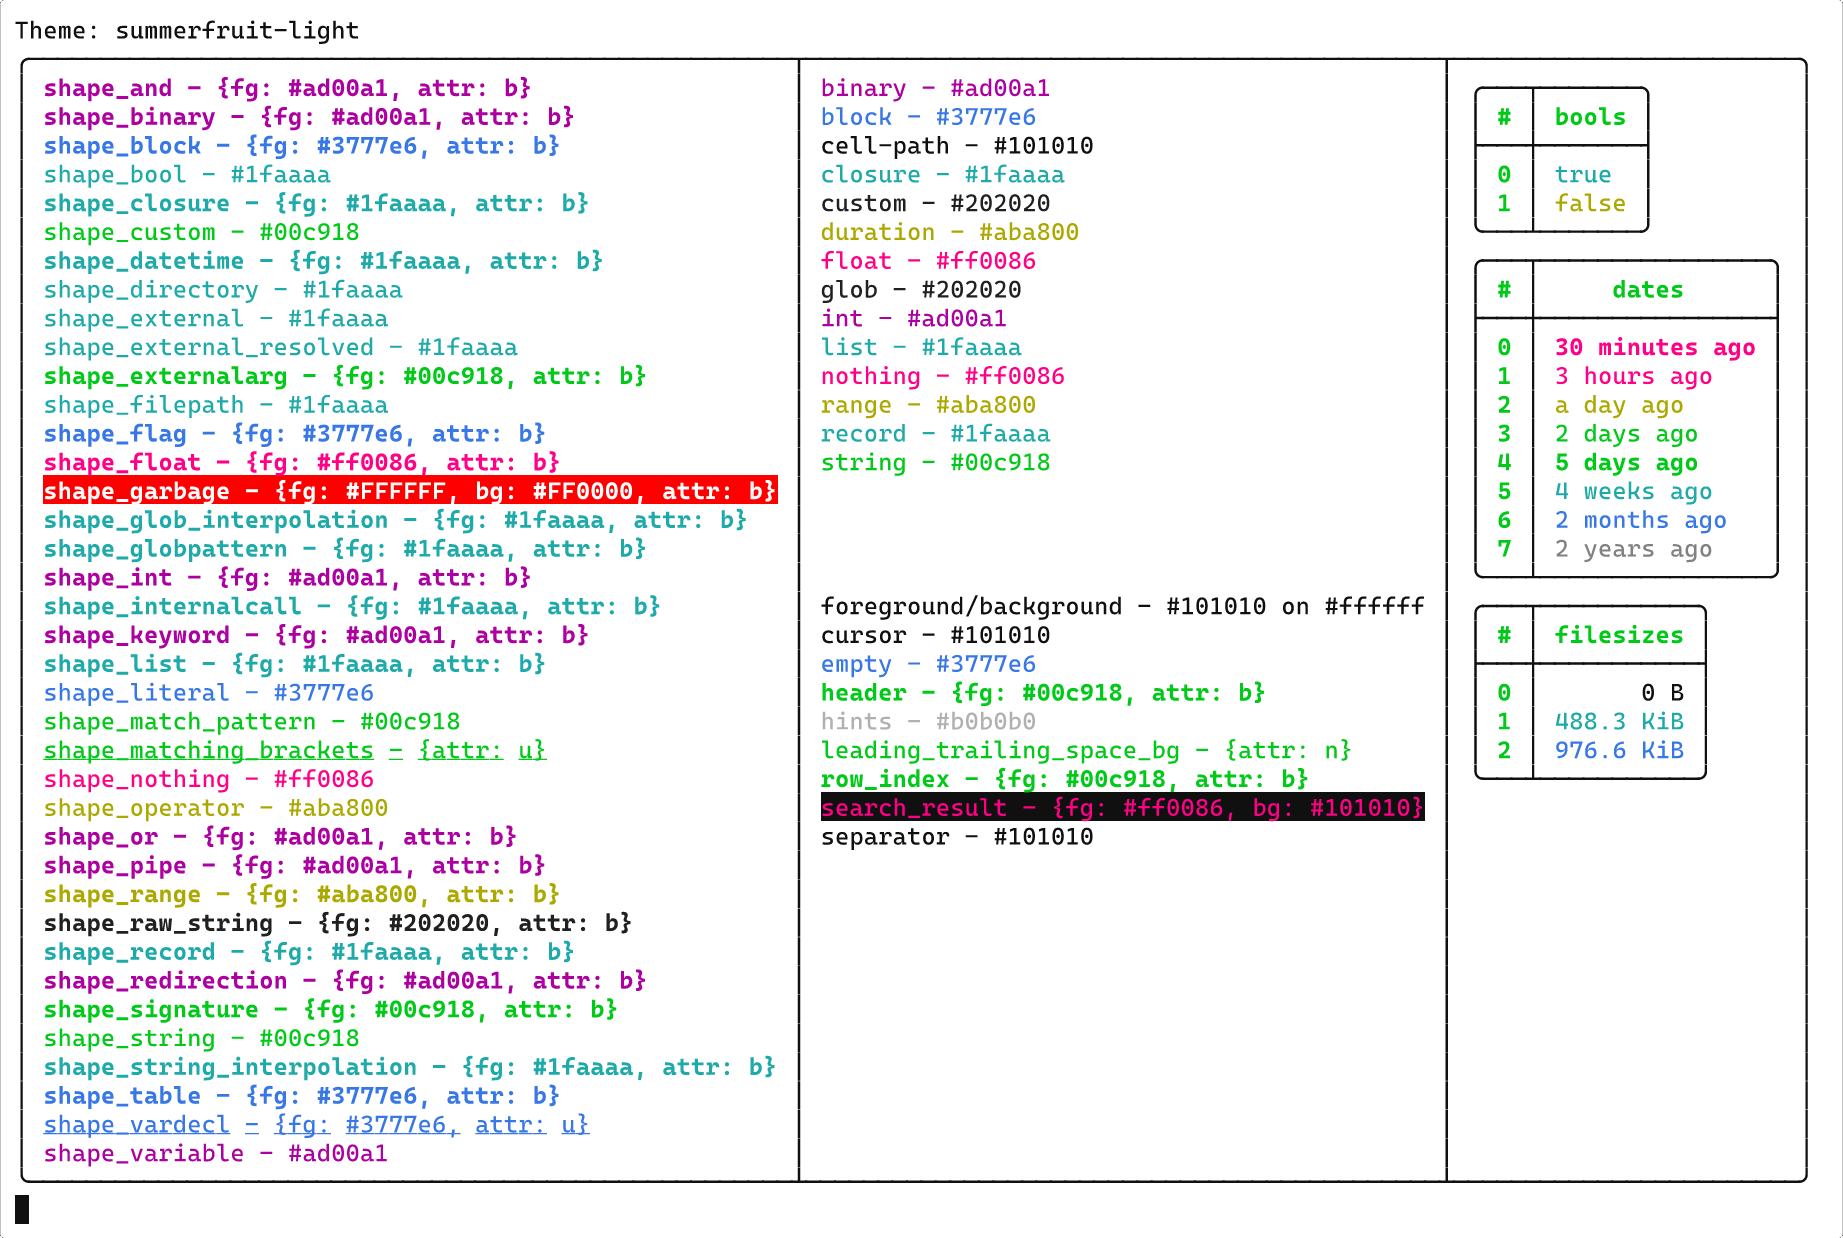 Theme: summerfruit-light
shape_and - {fg: #ad00a1, attr: b}
shape_binary - {fg: #ad00a1, attr: b}
shape_block - {fg: #3777e6, attr: b}
shape_bool - #1faaaa
shape_closure - {fg: #1faaaa, attr: b}
shape_custom - #00c918
shape_datetime - {fg: #1faaaa, attr: b}
shape_directory - #1faaaa
shape_external - #1faaaa
shape_external_resolved - #1faaaa
shape_externalarg - {fg: #00c918, attr: b}
shape_filepath - #1faaaa
shape_flag - {fg: #3777e6, attr: b}
shape_float - {fg: #ff0086, attr: b}
shape_garbage - {fg: #FFFFFF, bg: #FF0000, attr: b}
shape_glob_interpolation - {fg: #1faaaa, attr: b}
shape_globpattern - {fg: #1faaaa, attr: b}
shape_int - {fg: #ad00a1, attr: b}
shape_internalcall - {fg: #1faaaa, attr: b}
shape_keyword - {fg: #ad00a1, attr: b}
shape_list - {fg: #1faaaa, attr: b}
shape_literal - #3777e6
shape_match_pattern - #00c918
shape_matching_brackets - {attr: u}
shape_nothing - #ff0086
shape_operator - #aba800
shape_or - {fg: #ad00a1, attr: b}
shape_pipe - {fg: #ad00a1, attr: b}
shape_range - {fg: #aba800, attr: b}
shape_raw_string - {fg: #202020, attr: b}
shape_record - {fg: #1faaaa, attr: b}
shape_redirection - {fg: #ad00a1, attr: b}
shape_signature - {fg: #00c918, attr: b}
shape_string - #00c918
shape_string_interpolation - {fg: #1faaaa, attr: b}
shape_table - {fg: #3777e6, attr: b}
shape_vardecl - {fg: #3777e6, attr: u}
shape_variable - #ad00a1
binary - #ad00a1
block - #3777e6
cell-path - #101010
closure - #1faaaa
custom - #202020
duration - #aba800
float - #ff0086
glob - #202020
int - #ad00a1
list - #1faaaa
nothing - #ff0086
range - #aba800
record - #1faaaa
string - #00c918
foreground/background - #101010 on #ffffff
cursor - #101010
empty - #3777e6
header - {fg: #00c918, attr: b}
hints - #b0b0b0
leading_trailing_space_bg - {attr: n}
row_index - {fg: #00c918, attr: b}
search_result - {fg: #ff0086, bg: #101010}
separator - #101010
# bools
0 true
1 false
# dates
0 30 minutes ago
1 3 hours ago
2 a day ago
3 2 days ago
4 5 days ago
5 4 weeks ago
6 2 months ago
7 2 years ago
# filesizes
0 0 B
1 488.3 KiB
2 976.6 KiB